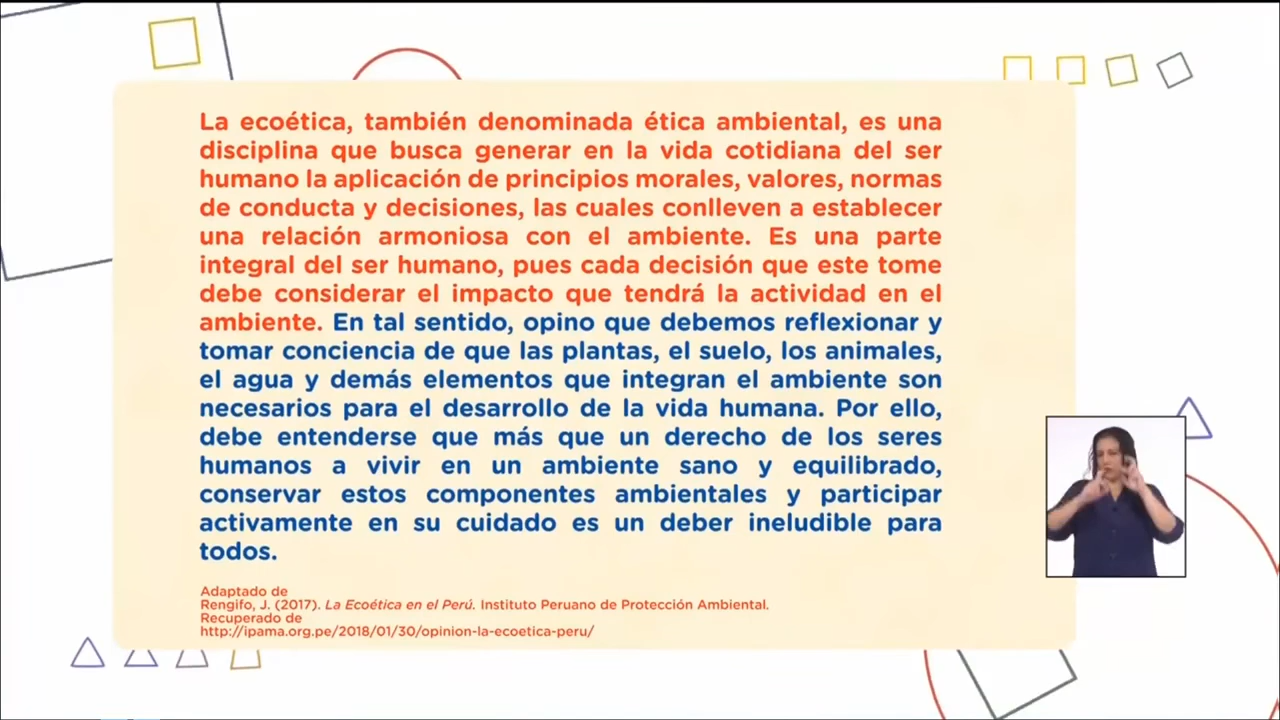 La ecoética, también denominada ética ambiental, es una
disciplina que busca generar en la vida cotidiana del ser
humano la aplicación de principios morales, valores, normas
de conducta y decisiones, las cuales conlleven a establecer
una relación armoniosa con el ambiente. Es una parte
integral del ser humano, pues cada decisión que este tome
debe considerar el impacto que tendrá la actividad en el
ambiente. En tal sentido, opino que debemos reflexionar y
tomar conciencia de que las plantas, el suelo, los animales,
el agua y demás elementos que integran el ambiente son
necesarios para el desarrollo de la vida humana. Por ello,
debe entenderse que más que un derecho de los seres
humanos a vivir en un ambiente sano y equilibrado,
conservar estos componentes ambientales y participar
activamente en su cuidado es un deber ineludible para
todos.
Adaptado de
Rengifo, J. (2017). La Ecoética en el Perú. Instituto Peruano de Protección Ambiental.
Recuperado de
http://ipama.org.pe/2018/01/30/opinion-la-ecoetica-peru/